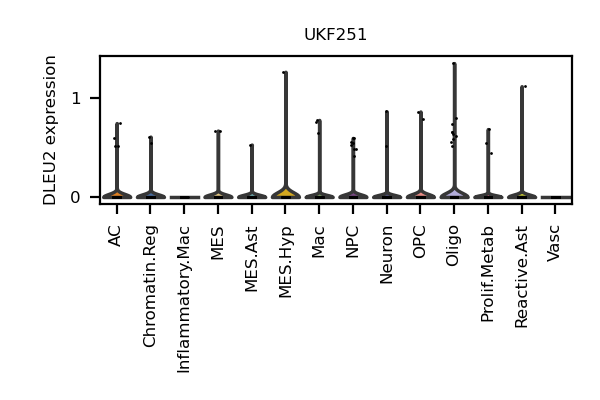 UKF251
DLEU2 expression
1
0
AC
Chromatin.Reg
Inflammatory.Mac
MES
MES.Ast
MES.Hyp
Mac
NPC
Neuron
OPC
Oligo
Prolif.Metab
Reactive.Ast
Vasc